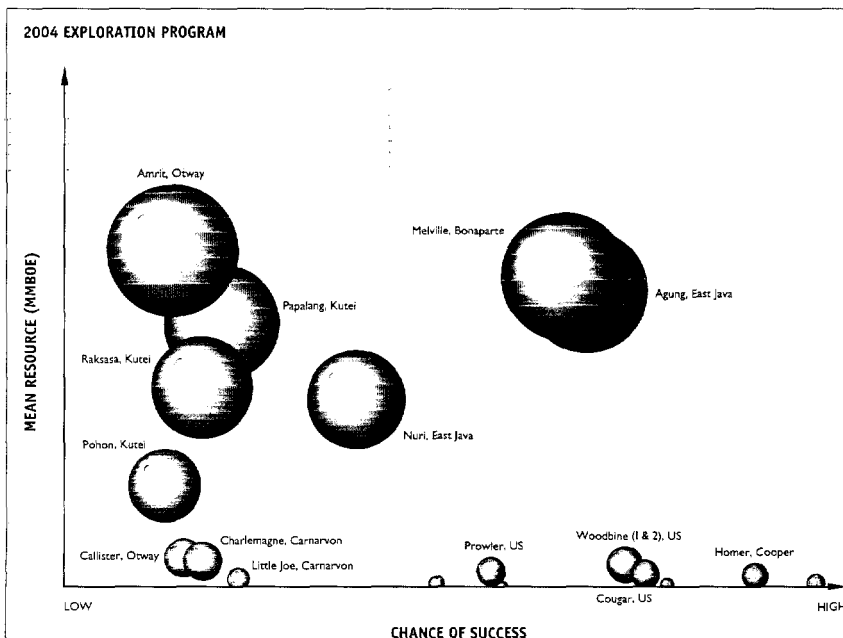 2004 EXPLORATION PROGRAM
MEAN RESOURCE (MMBOE)
Amrit, Otway
Melville, Bonaparte
Agung, East Java
Papalang, Kutei
Raksasa, Kutei
Nuri, East Java
Pohon, Kutei
Charlemagne, Carnarvon
Callister, Otway
Little Joe, Carnarvon
Prowler, US
Woodbine (1 & 2), US
Homer, Cooper
Cougar, US
LOW
HIGH
CHANCE OF SUCCESS